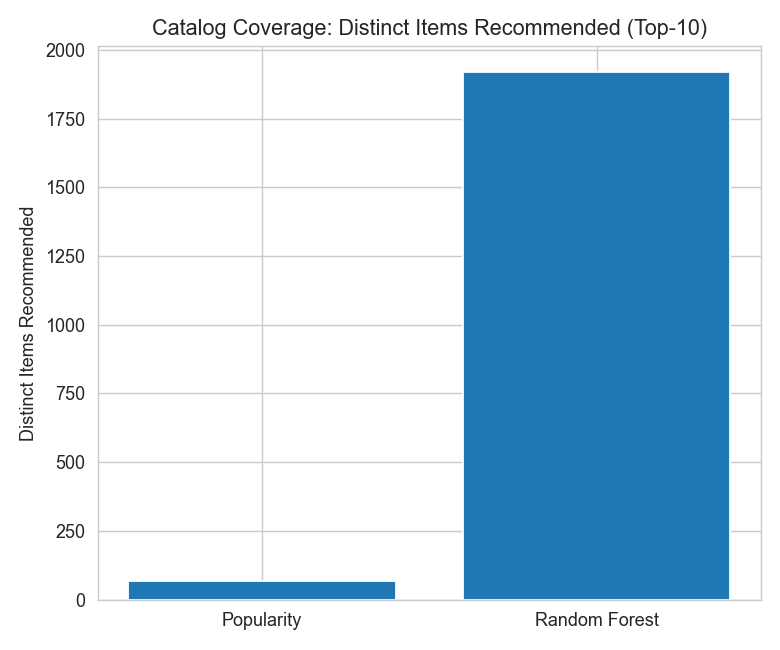 Catalog Coverage: Distinct Items Recommended (Top-10)
Distinct Items Recommended
2000
1750
1500
1250
1000
750
500
250
0
Popularity
Random Forest